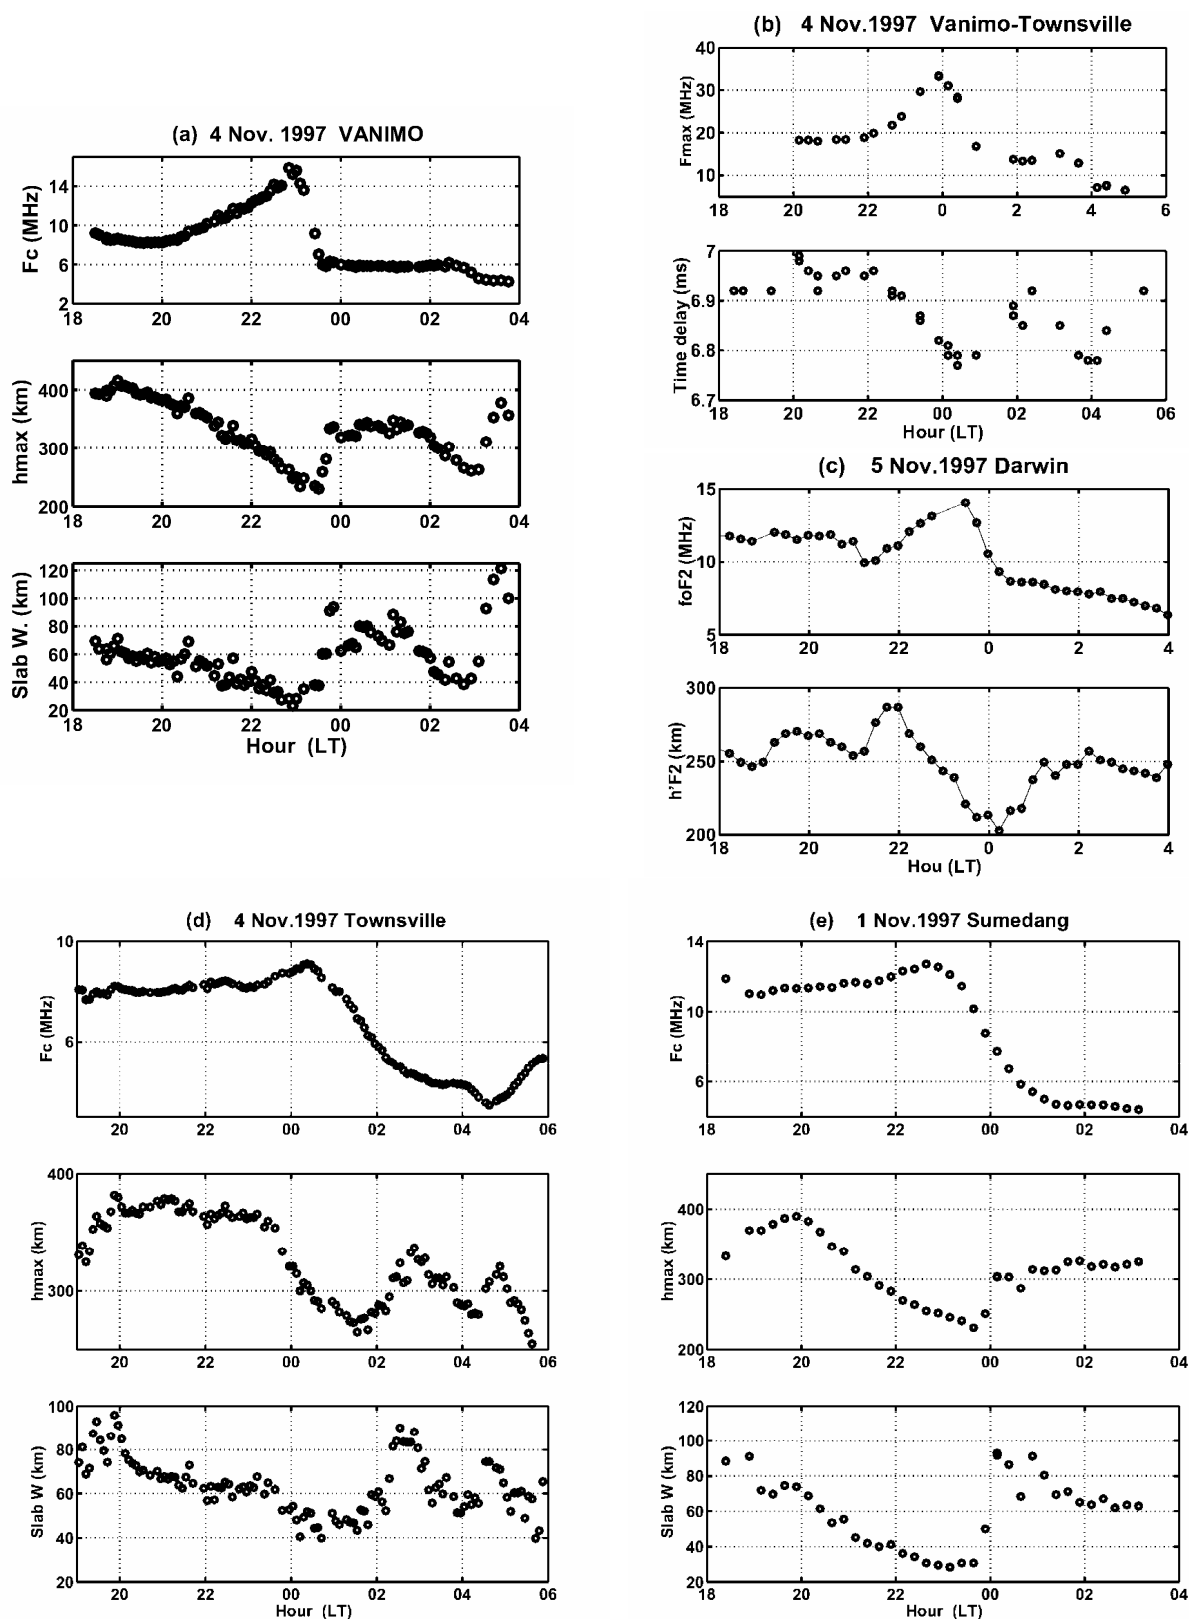 (a) 4 Nov. 1997 VANIMO
Fc (MHz)
14
10
6
2
18 20 22 00 02 04
hmax (km)
400
300
200
18 20 22 00 02 04
Slab W. (km)
120
100
80
60
40
20
18 20 22 00 02 04
Hour (LT)
(b) 4 Nov.1997 Vanimo-Townsville
Fmax (MHz)
40
30
20
10
18 20 22 0 2 4 6
Time delay (ms)
7
6.9
6.8
6.7
18 20 22 00 02 04 06
Hour (LT)
(c) 5 Nov.1997 Darwin
foF2 (MHz)
15
10
5
18 20 22 0 2 4
h'F2 (km)
300
250
200
18 20 22 0 2 4
Hou (LT)
(d) 4 Nov.1997 Townsville
Fc (MHz)
10
6
20 22 00 02 04 06
hmax (km)
400
300
20 22 00 02 04 06
Slab W (km)
100
80
60
40
20
20 22 00 02 04 06
Hour (LT)
(e) 1 Nov.1997 Sumedang
Fc (MHz)
14
10
6
18 20 22 00 02 04
hmax (km)
400
300
200
18 20 22 00 02 04
Slab W (km)
120
100
80
60
40
20
18 20 22 00 02 04
Hour (LT)